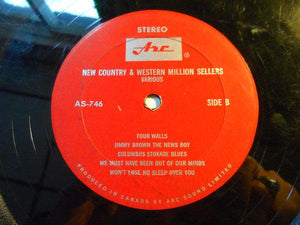 STEREO
Arc
NEW COUNTRY & WESTERN MILLION SELLERS
VARIOUS
AS-746 SIDE B
FOUR WALLS
JIMMY BROWN THE NEWS BOY
COLUMBUS STOKADE BLUES
WE MUST HAVE BEEN OUT OF OUR MINDS
WON'T LOSE NO SLEEP OVER YOU
PRODUCED IN CANADA BY ARC SOUND LIMITED